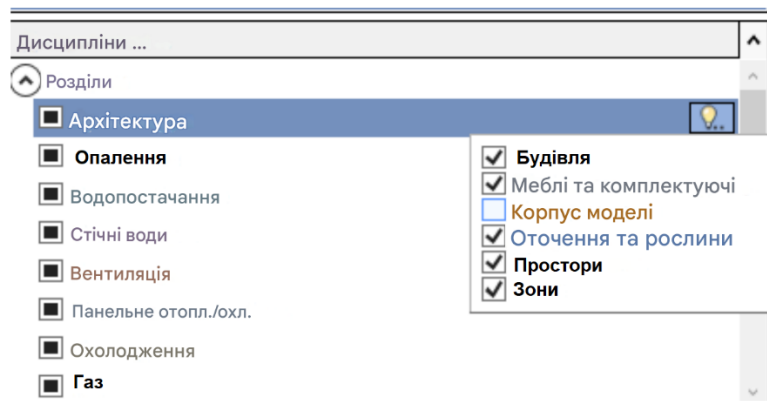 Дисципліни ...
Розділи
Архітектура
Опалення
Водопостачання
Стічні води
Вентиляція
Панельне отопл./охл.
Охолодження
Газ
Будівля
Меблі та комплектуючі
Корпус моделі
Оточення та рослини
Простори
Зони